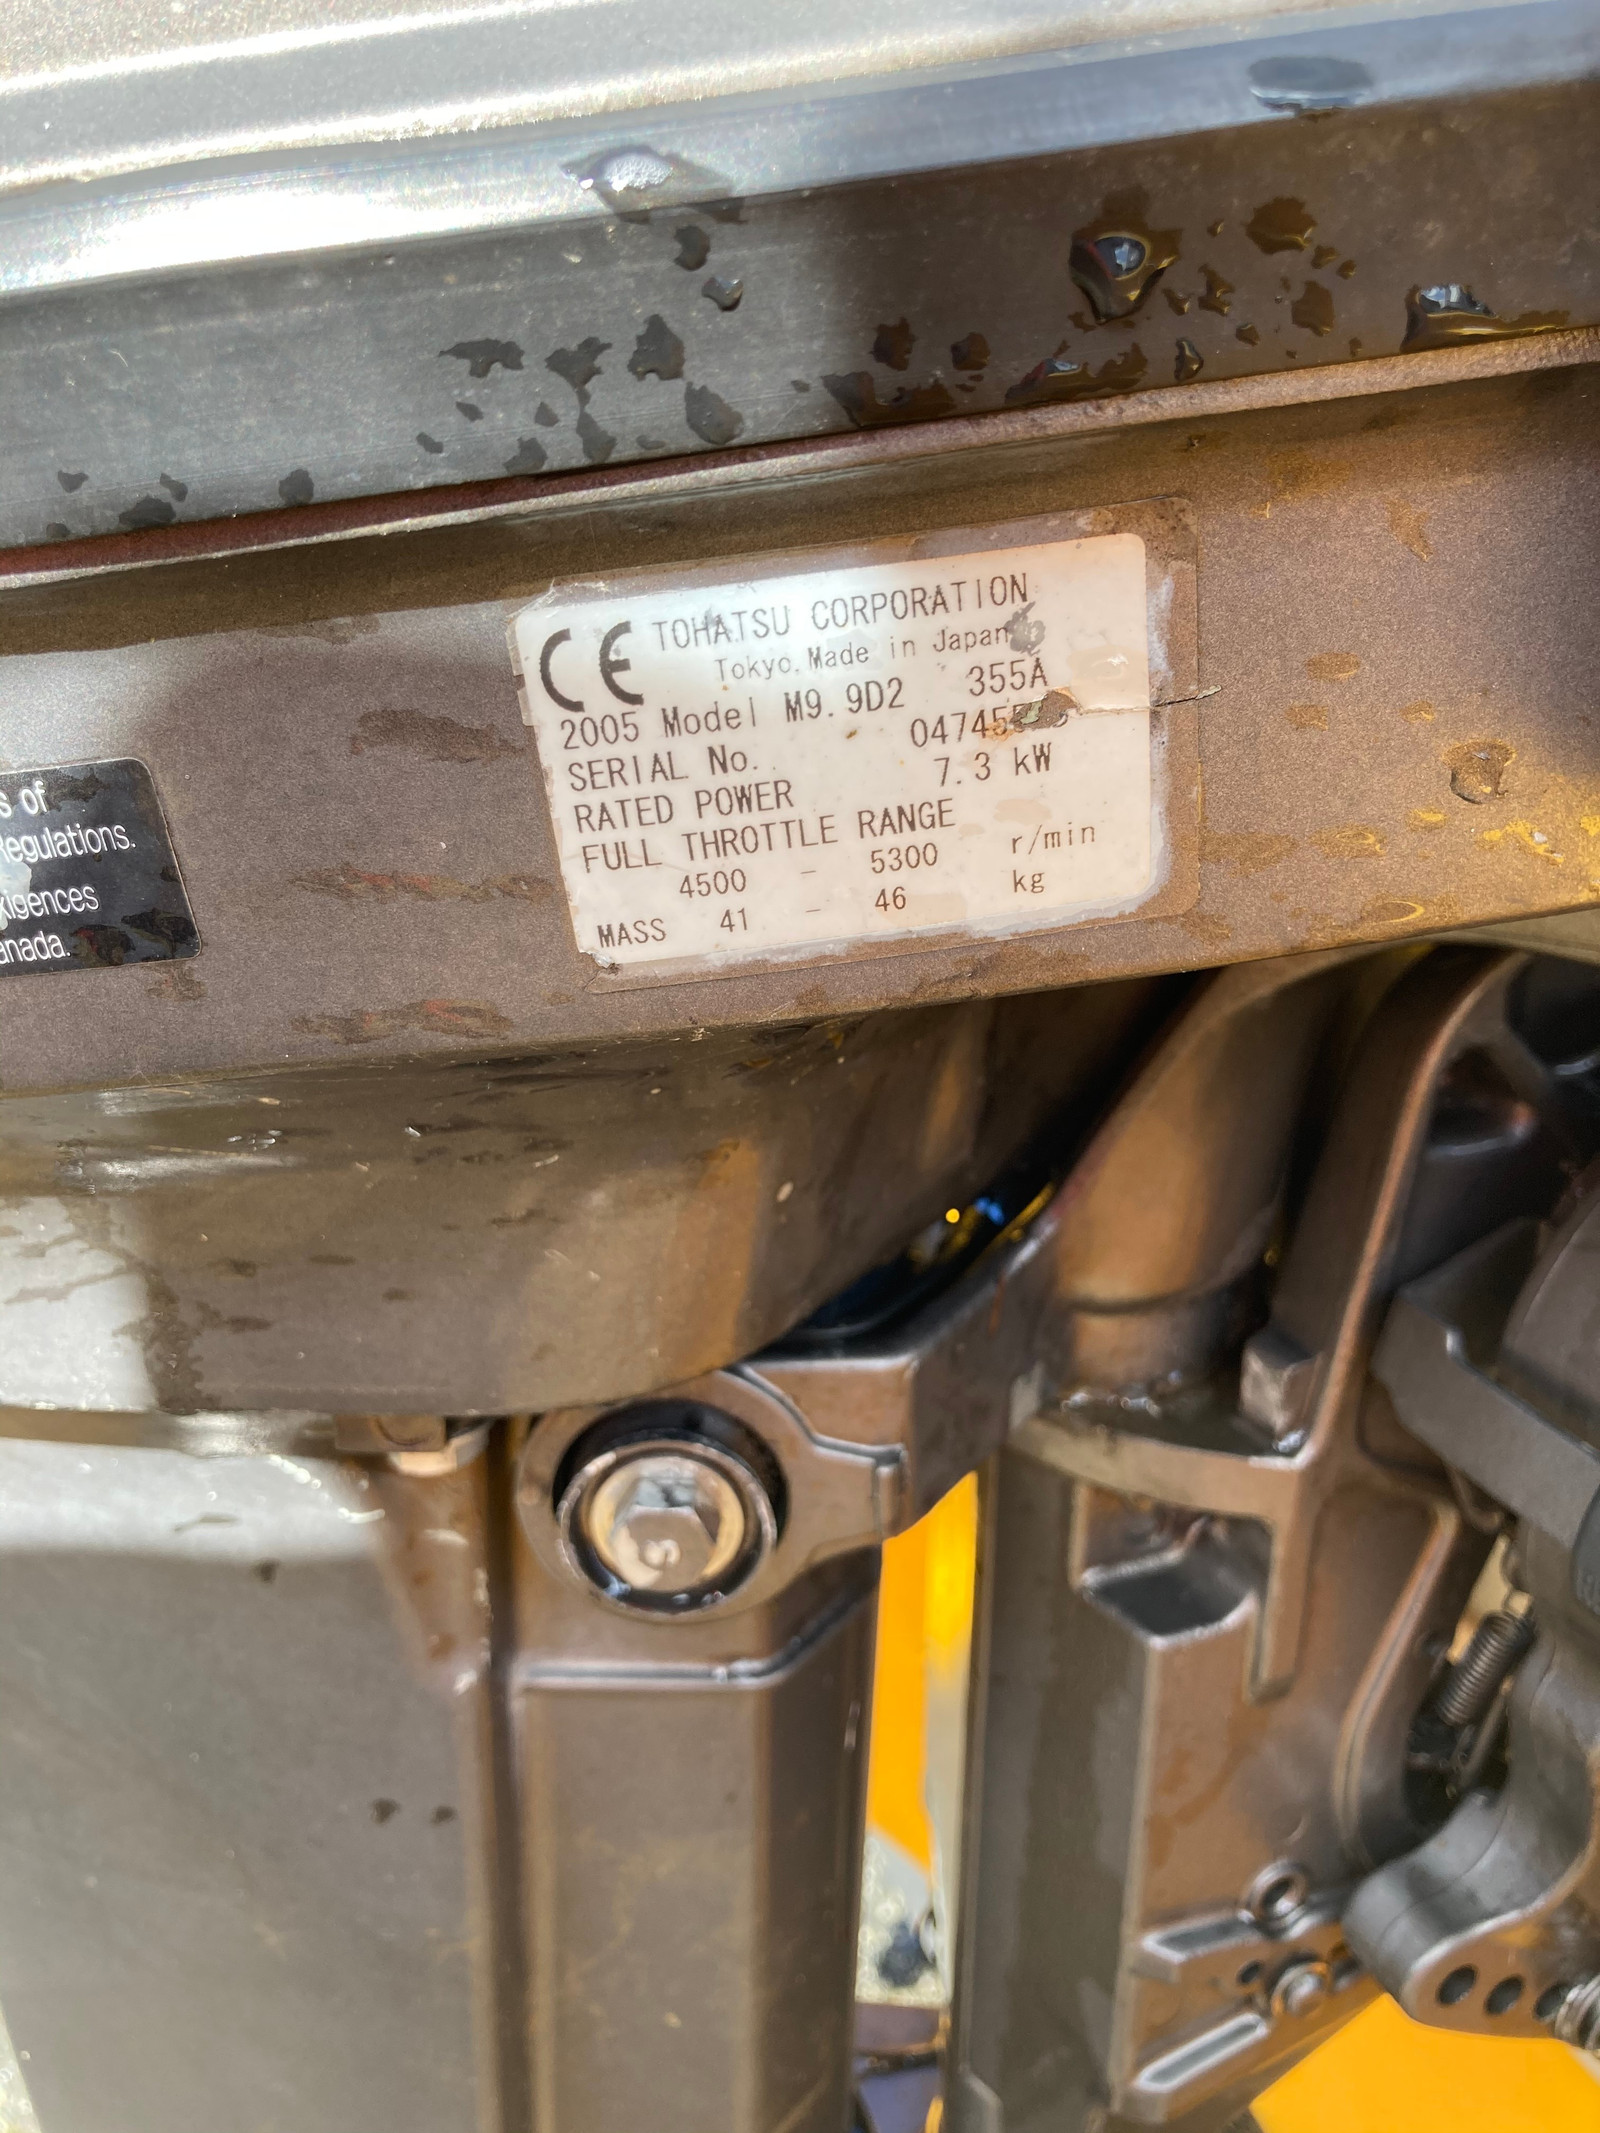 s of
Regulations.
xigences
anada.
CE TOHATSU CORPORATION
Tokyo. Made in Japan
2005 Model M9.9D2 355A
SERIAL No.
RATED POWER 7.3 kW
FULL THROTTLE RANGE
4500 - 5300 r/min
MASS 41 - 46 kg